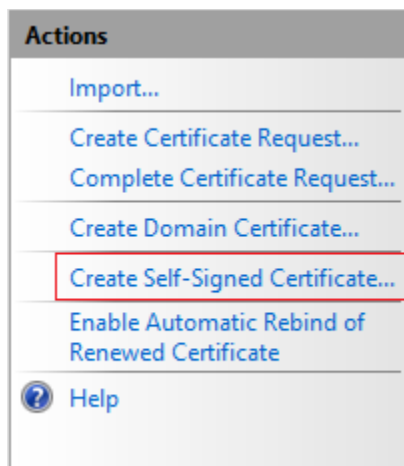 Actions
Import...
Create Certificate Request...
Complete Certificate Request...
Create Domain Certificate...
Create Self-Signed Certificate...
Enable Automatic Rebind of
Renewed Certificate
? Help